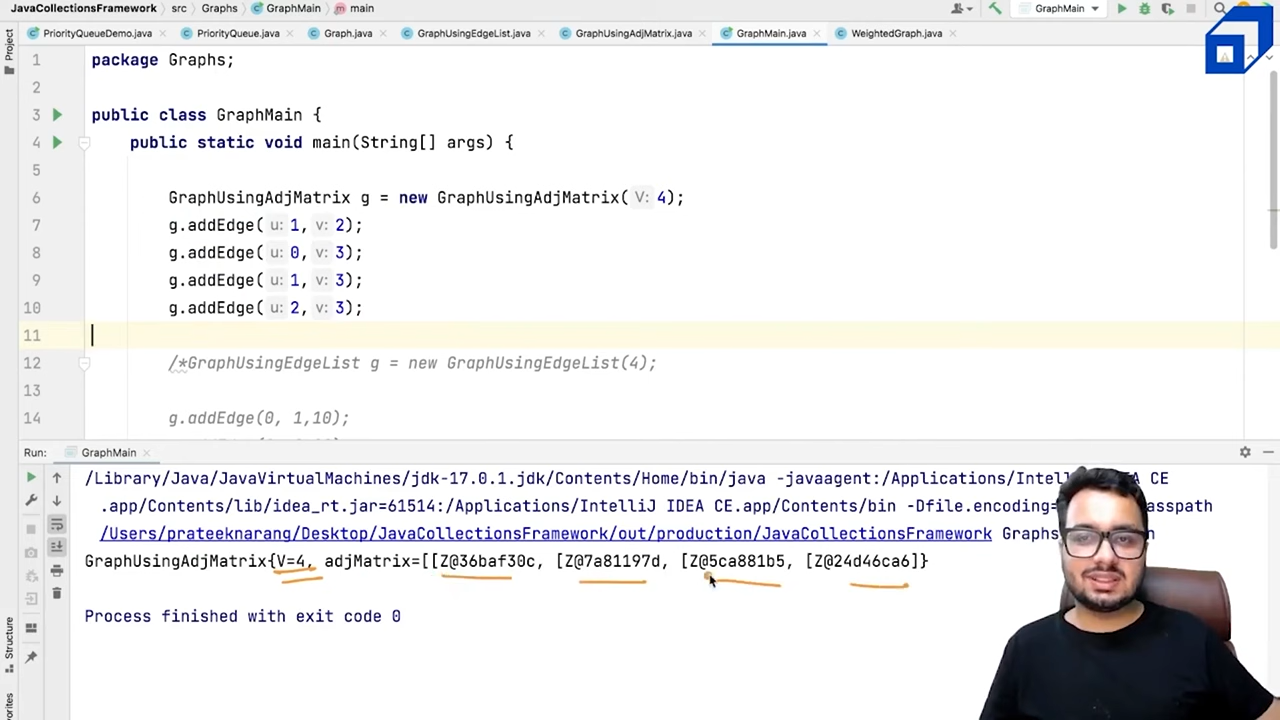 JavaCollectionsFramework src Graphs GraphMain main GraphMain
PriorityQueueDemo.java PriorityQueue.java Graph.java GraphUsingEdgeList.java GraphUsingAdjMatrix.java GraphMain.java WeightedGraph.java
Project
1 package Graphs;
2
3 public class GraphMain {
4 public static void main(String[] args) {
5
6 GraphUsingAdjMatrix g = new GraphUsingAdjMatrix( V: 4);
7 g.addEdge( u: 1, v: 2);
8 g.addEdge( u: 0, v: 3);
9 g.addEdge( u: 1, v: 3);
10 g.addEdge( u: 2, v: 3);
11
12 /*GraphUsingEdgeList g = new GraphUsingEdgeList(4);
13
14 g.addEdge(0, 1,10);
Run: GraphMain
/Library/Java/JavaVirtualMachines/jdk-17.0.1.jdk/Contents/Home/bin/java -javaagent:/Applications/IntelliJ IDEA CE
.app/Contents/lib/idea_rt.jar=61514:/Applications/IntelliJ IDEA CE.app/Contents/bin -Dfile.encoding= classpath
/Users/prateeknarang/Desktop/JavaCollectionsFramework/out/production/JavaCollectionsFramework
GraphUsingAdjMatrix{V=4, adjMatrix=[[Z@36baf30c, [Z@7a81197d, [Z@5ca881b5, [Z@24d46ca6]}
Process finished with exit code 0
Structure